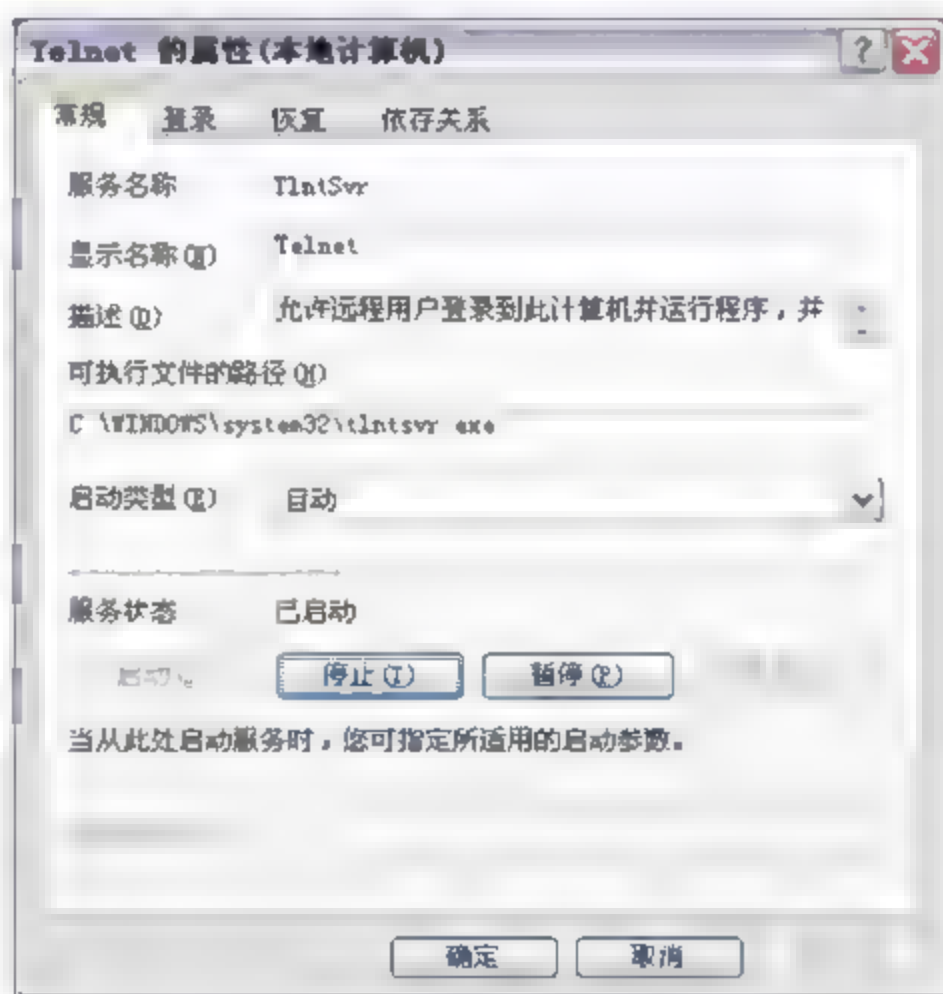 Telnet 的属性(本地计算机)
常规 登录 恢复 依存关系
服务名称 TlntSvr
显示名称(N) Telnet
描述(D) 允许远程用户登录到此计算机并运行程序，并
可执行文件的路径(H)
C \WINDOWS\system32\tlntsvr exe
启动类型(E) 自动
服务状态 已启动
启动 停止(T) 暂停(P)
当从此处启动服务时，您可指定所适用的启动参数。
确定 取消